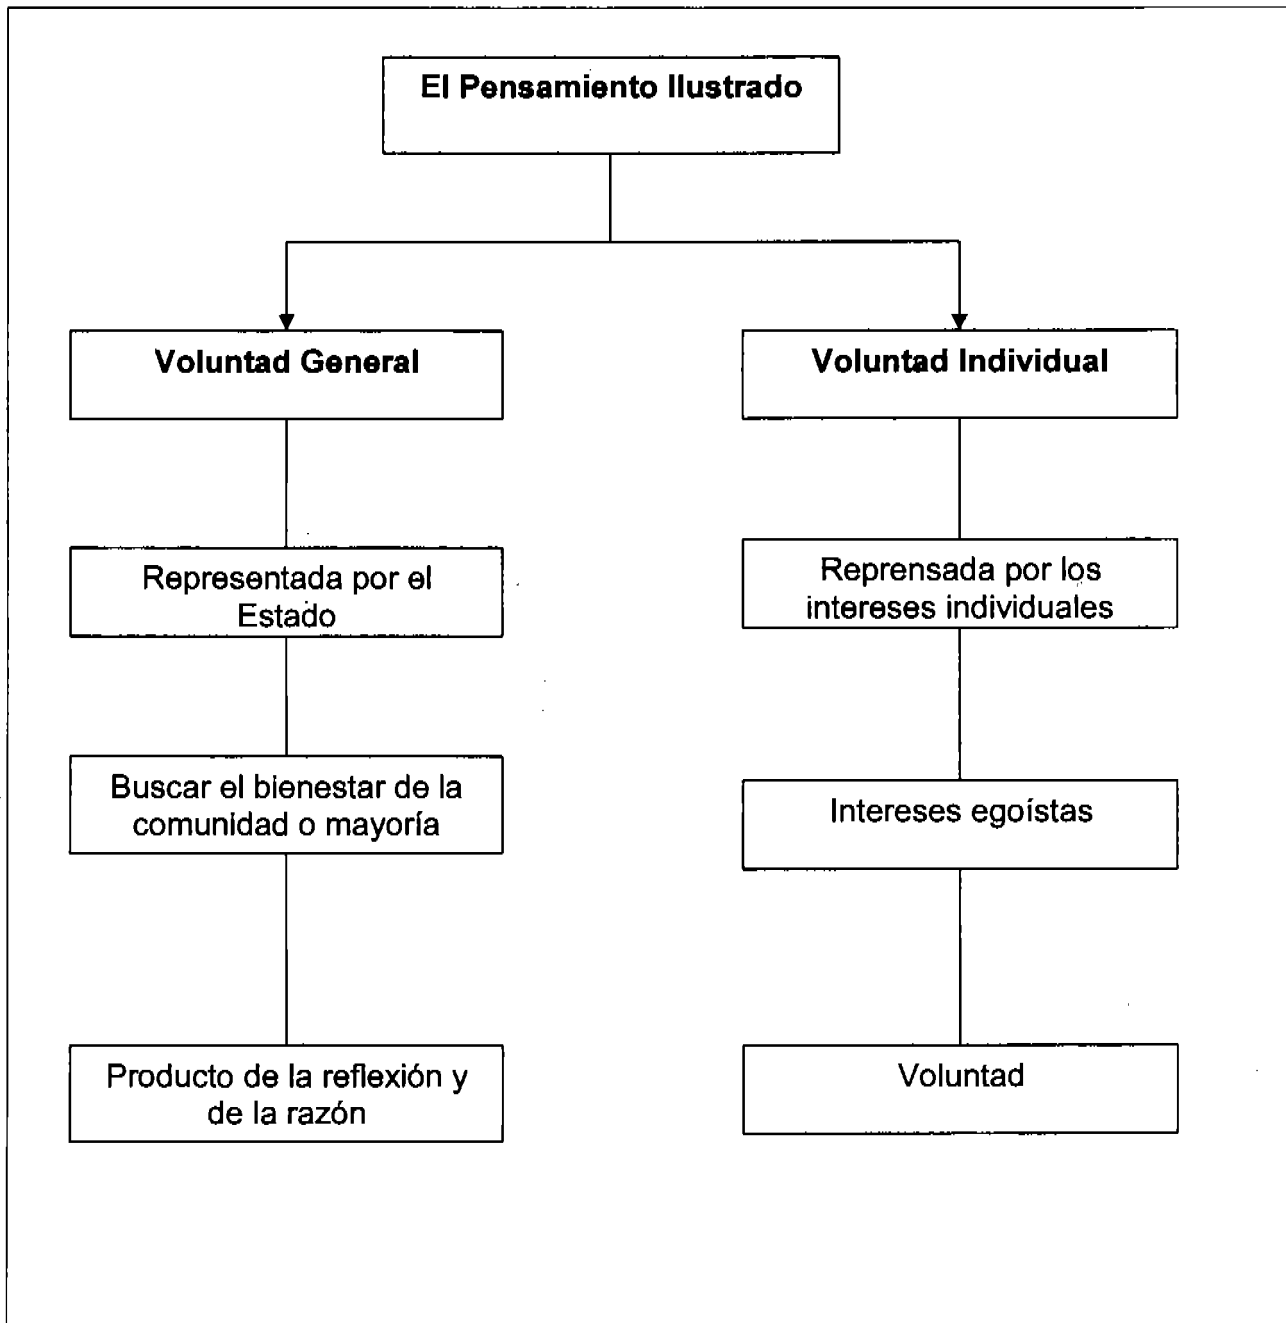 El Pensamiento Ilustrado
Voluntad General
Voluntad Individual
Representada por el
Estado
Reprensada por los
intereses individuales
Buscar el bienestar de la
comunidad o mayoría
Intereses egoístas
Producto de la reflexión y
de la razón
Voluntad